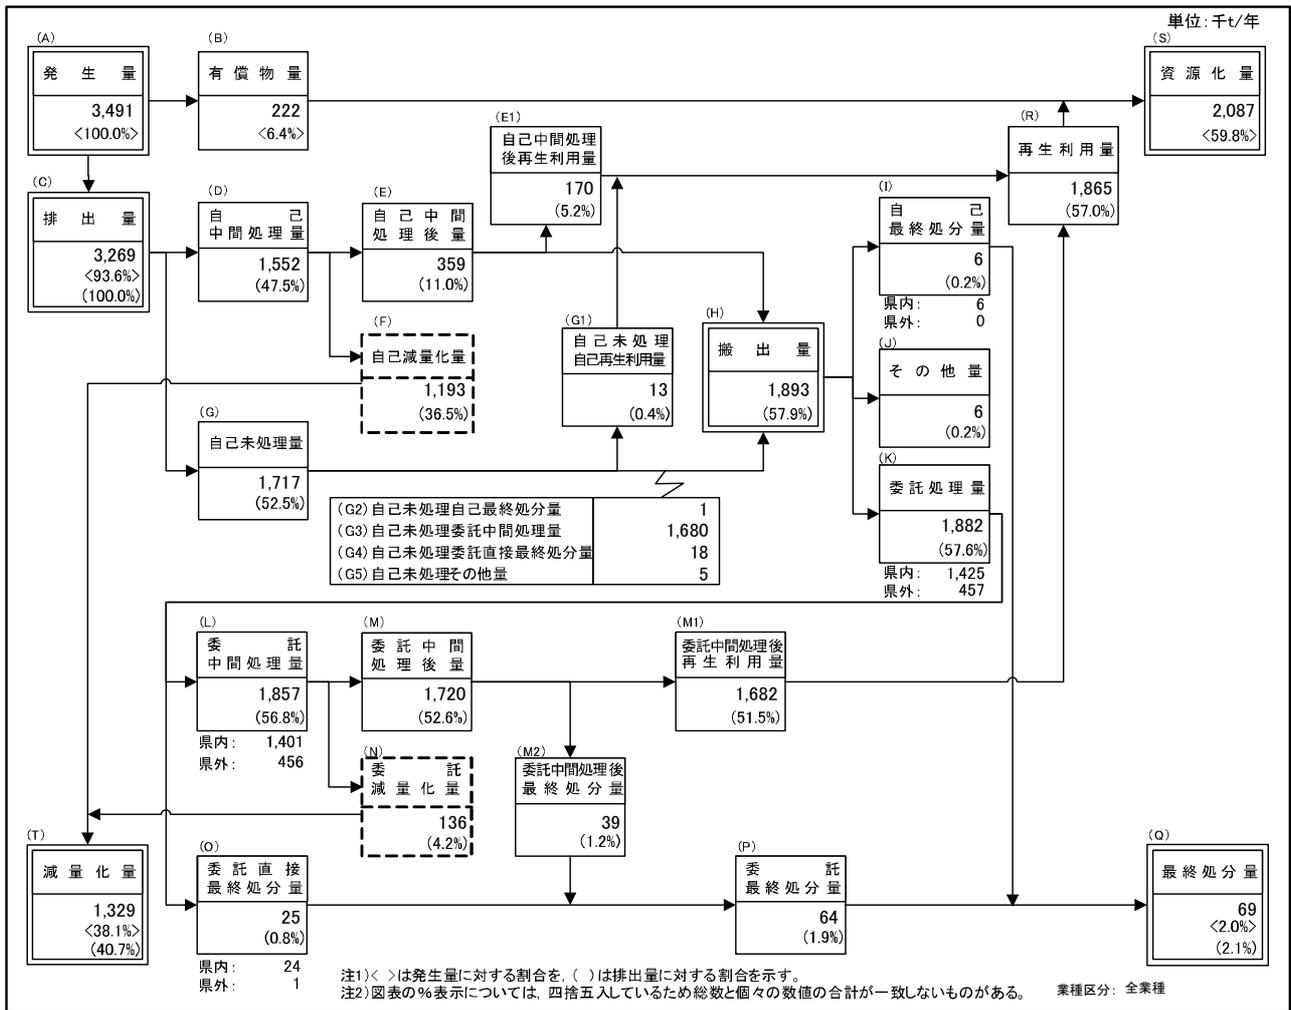 単位：千t/年
(A)
発生量
3,491
<100.0%>
(B)
有償物量
222
<6.4%>
(S)
資源化量
2,087
<59.8%>
(E1)
自己中間処理
後再生利用量
170
(5.2%)
(R)
再生利用量
1,865
(57.0%)
(C)
排出量
3,269
<93.6%>
(100.0%)
(D)
自己
中間処理量
1,552
(47.5%)
(E)
自己中間
処理後量
359
(11.0%)
(I)
自己
最終処分量
6
(0.2%)
県内： 6
県外： 0
(F)
自己減量化量
1,193
(36.5%)
(G1)
自己未処理
自己再生利用量
13
(0.4%)
(H)
搬出量
1,893
(57.9%)
(J)
その他量
6
(0.2%)
(G)
自己未処理量
1,717
(52.5%)
(K)
委託処理量
1,882
(57.6%)
県内： 1,425
県外： 457
(G2)自己未処理自己最終処分量 1
(G3)自己未処理委託中間処理量 1,680
(G4)自己未処理委託直接最終処分量 18
(G5)自己未処理その他量 5
(L)
委託
中間処理量
1,857
(56.8%)
県内： 1,401
県外： 456
(M)
委託中間
処理後量
1,720
(52.6%)
(M1)
委託中間処理後
再生利用量
1,682
(51.5%)
(N)
委託
減量化量
136
(4.2%)
(M2)
委託中間処理後
最終処分量
39
(1.2%)
(T)
減量化量
1,329
<38.1%>
(40.7%)
(O)
委託直接
最終処分量
25
(0.8%)
県内： 24
県外： 1
(P)
委託
最終処分量
64
(1.9%)
(Q)
最終処分量
69
<2.0%>
(2.1%)
注1)< >は発生量に対する割合を、( )は排出量に対する割合を示す。
注2)図表の％表示については、四捨五入しているため総数と個々の数値の合計が一致しないものがある。
業種区分： 全業種